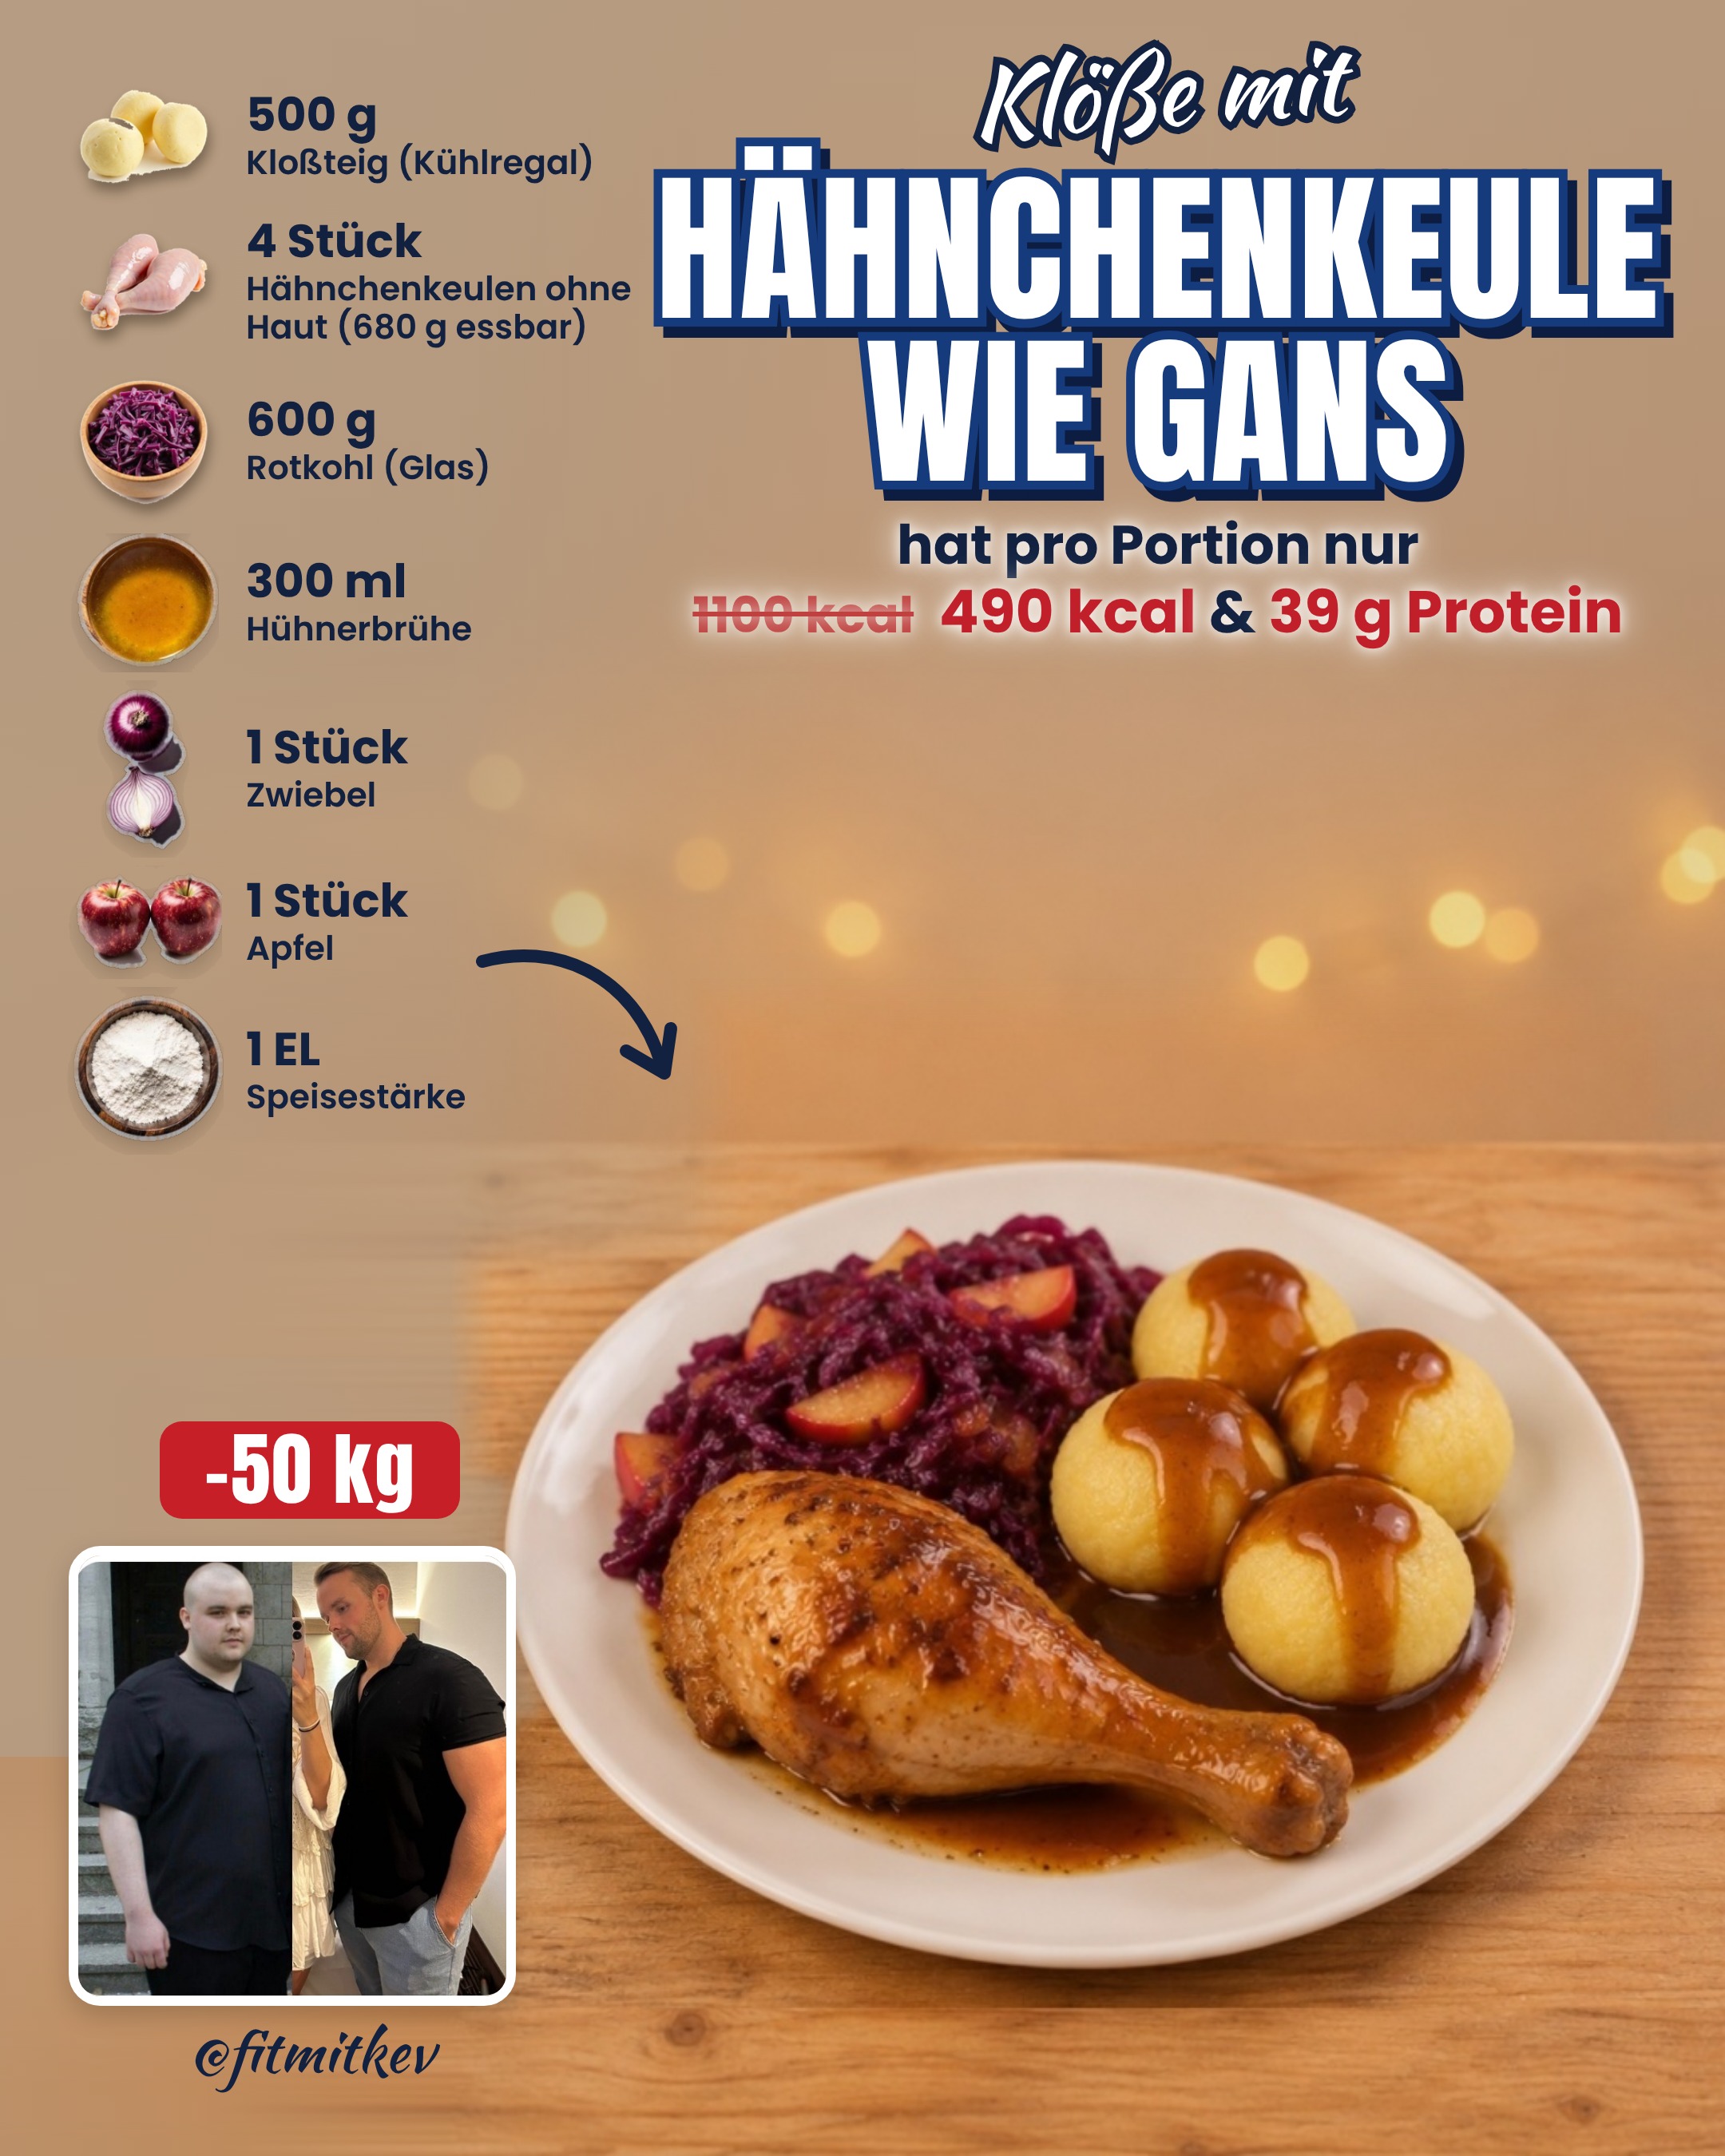 Klöße mit
HÄHNCHENKEULE
WIE GANS
hat pro Portion nur
1100 kcal 490 kcal & 39 g Protein
500 g
Kloßteig (Kühlregal)
4 Stück
Hähnchenkeulen ohne
Haut (680 g essbar)
600 g
Rotkohl (Glas)
300 ml
Hühnerbrühe
1 Stück
Zwiebel
1 Stück
Apfel
1 EL
Speisestärke
-50 kg
@fitmitkev